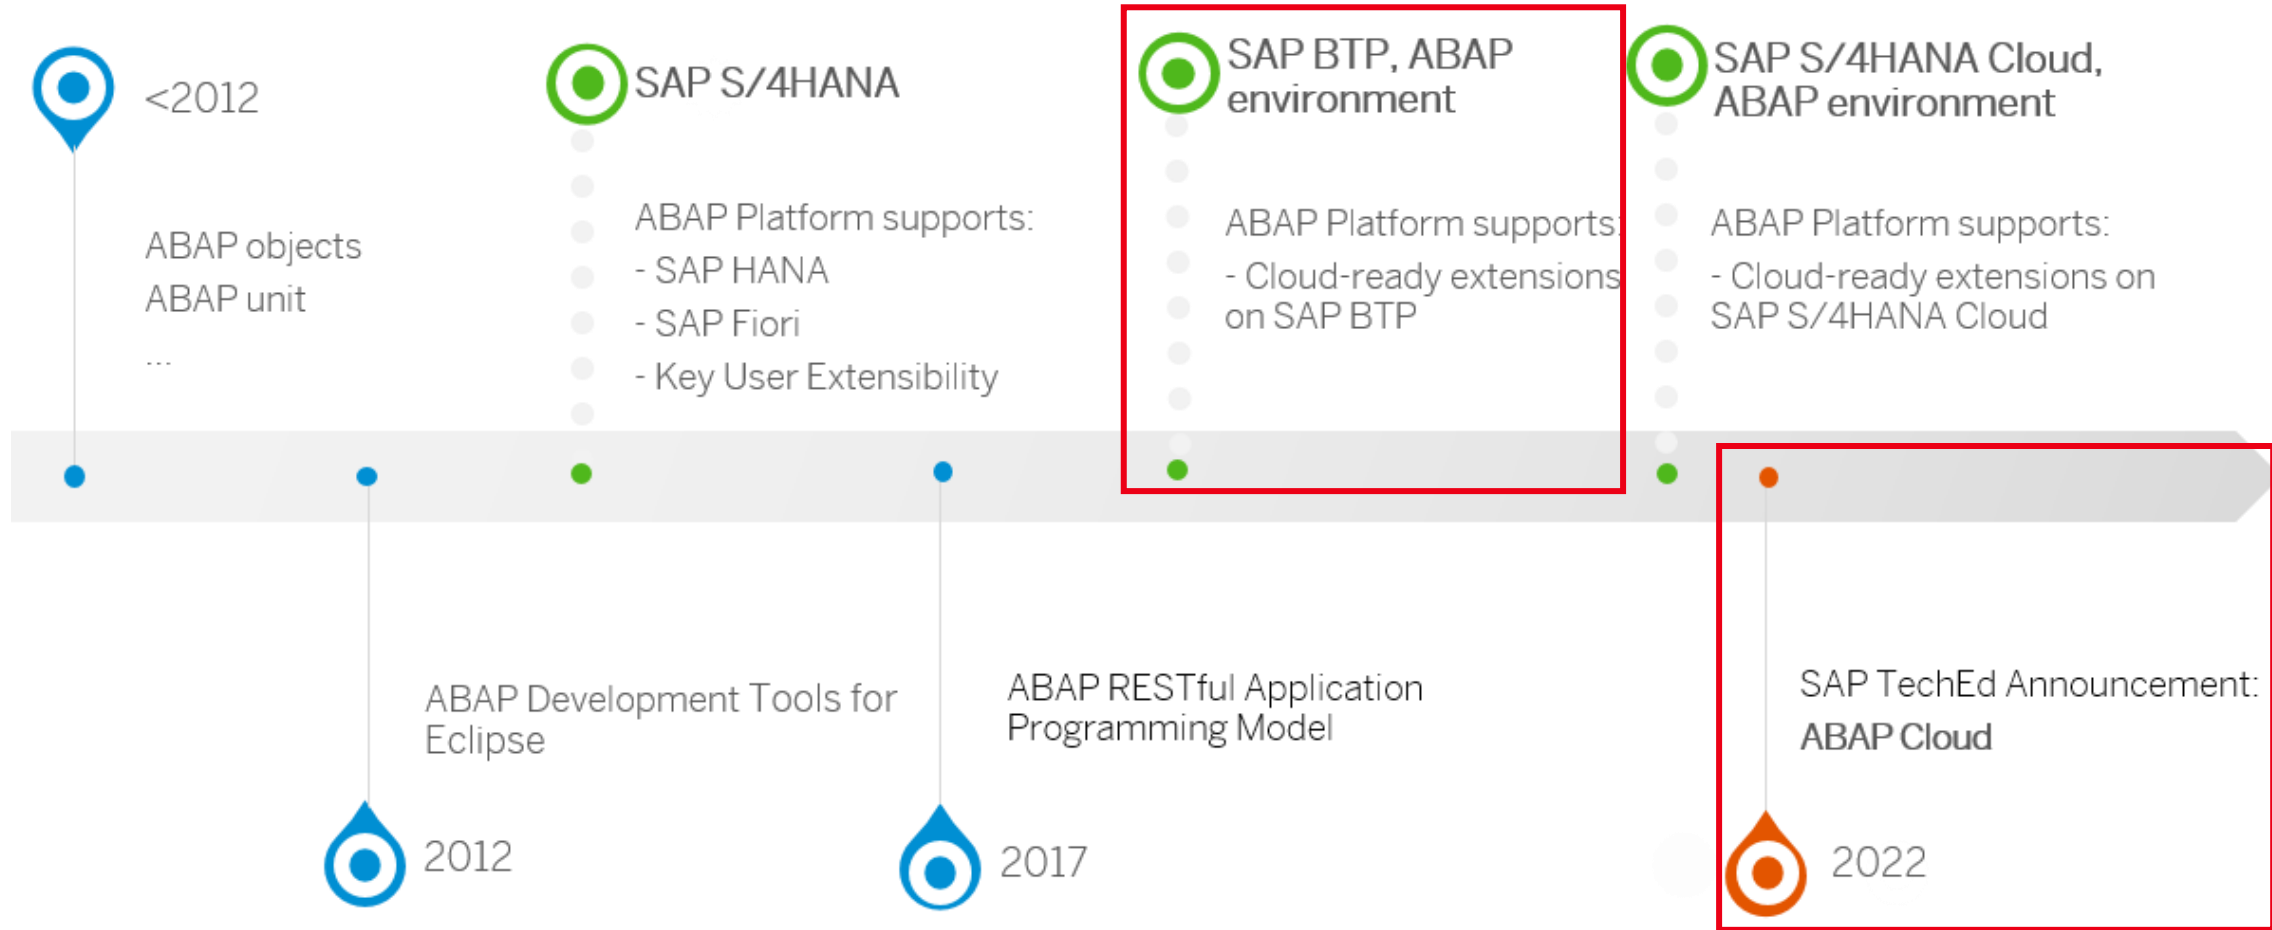 <2012
ABAP objects
ABAP unit
...
SAP S/4HANA
ABAP Platform supports:
- SAP HANA
- SAP Fiori
- Key User Extensibility
SAP BTP, ABAP
environment
ABAP Platform supports:
- Cloud-ready extensions
on SAP BTP
SAP S/4HANA Cloud,
ABAP environment
ABAP Platform supports:
- Cloud-ready extensions on
SAP S/4HANA Cloud
ABAP Development Tools for
Eclipse
2012
ABAP RESTful Application
Programming Model
2017
SAP TechEd Announcement:
ABAP Cloud
2022